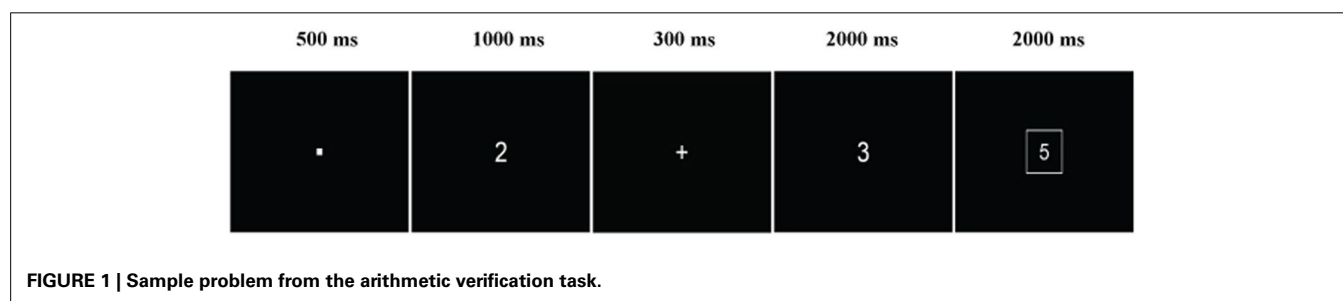 500 ms 1000 ms 300 ms 2000 ms 2000 ms
2 + 3 5
FIGURE 1 | Sample problem from the arithmetic verification task.